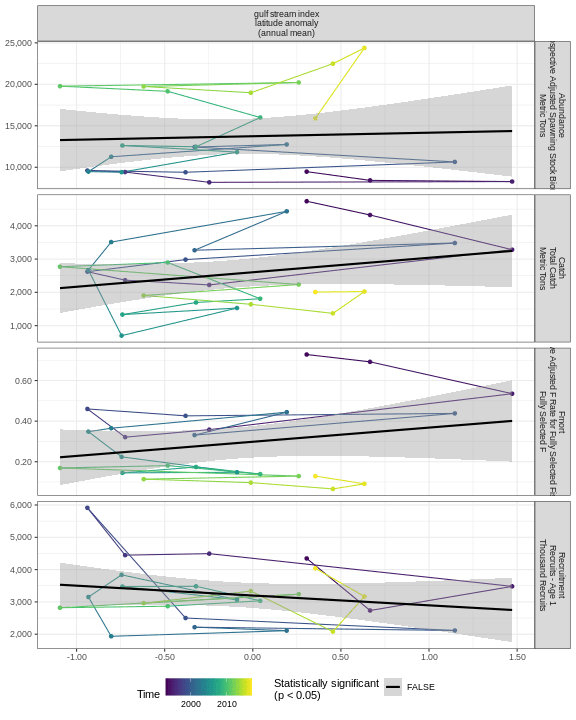 gulf stream index
latitude anomaly
(annual mean)
25,000
20,000
15,000
10,000
Abundance
Adjusted Spawning Stock
Metric Tons
4,000
3,000
2,000
1,000
Catch
Total Catch
Metric Tons
0.60
0.40
0.20
Fmort
Adjusted F Rate for Fully Selected
Fully Selected F
6,000
5,000
4,000
3,000
2,000
Recruitment
Recruits - Age 1
Thousand Recruits
-1.00
-0.50
0.00
0.50
1.00
1.50
Time
2000
2010
Statistically significant
(p < 0.05)
FALSE